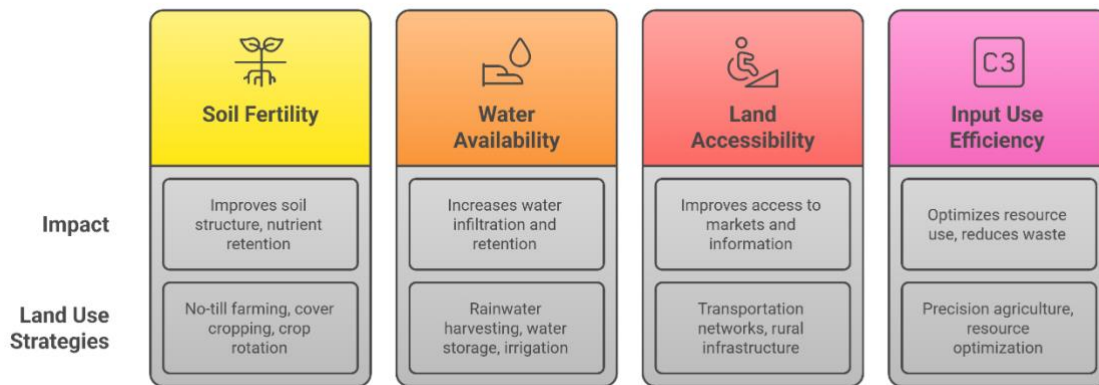 C3
Soil Fertility
Water
Availability
Land
Accessibility
Input Use
Efficiency
Impact
Improves soil
structure, nutrient
retention
Increases water
infiltration and
retention
Improves access to
markets and
information
Optimizes resource
use, reduces waste
Land Use
Strategies
No-till farming, cover
cropping, crop
rotation
Rainwater
harvesting, water
storage, irrigation
Transportation
networks, rural
infrastructure
Precision agriculture,
resource
optimization